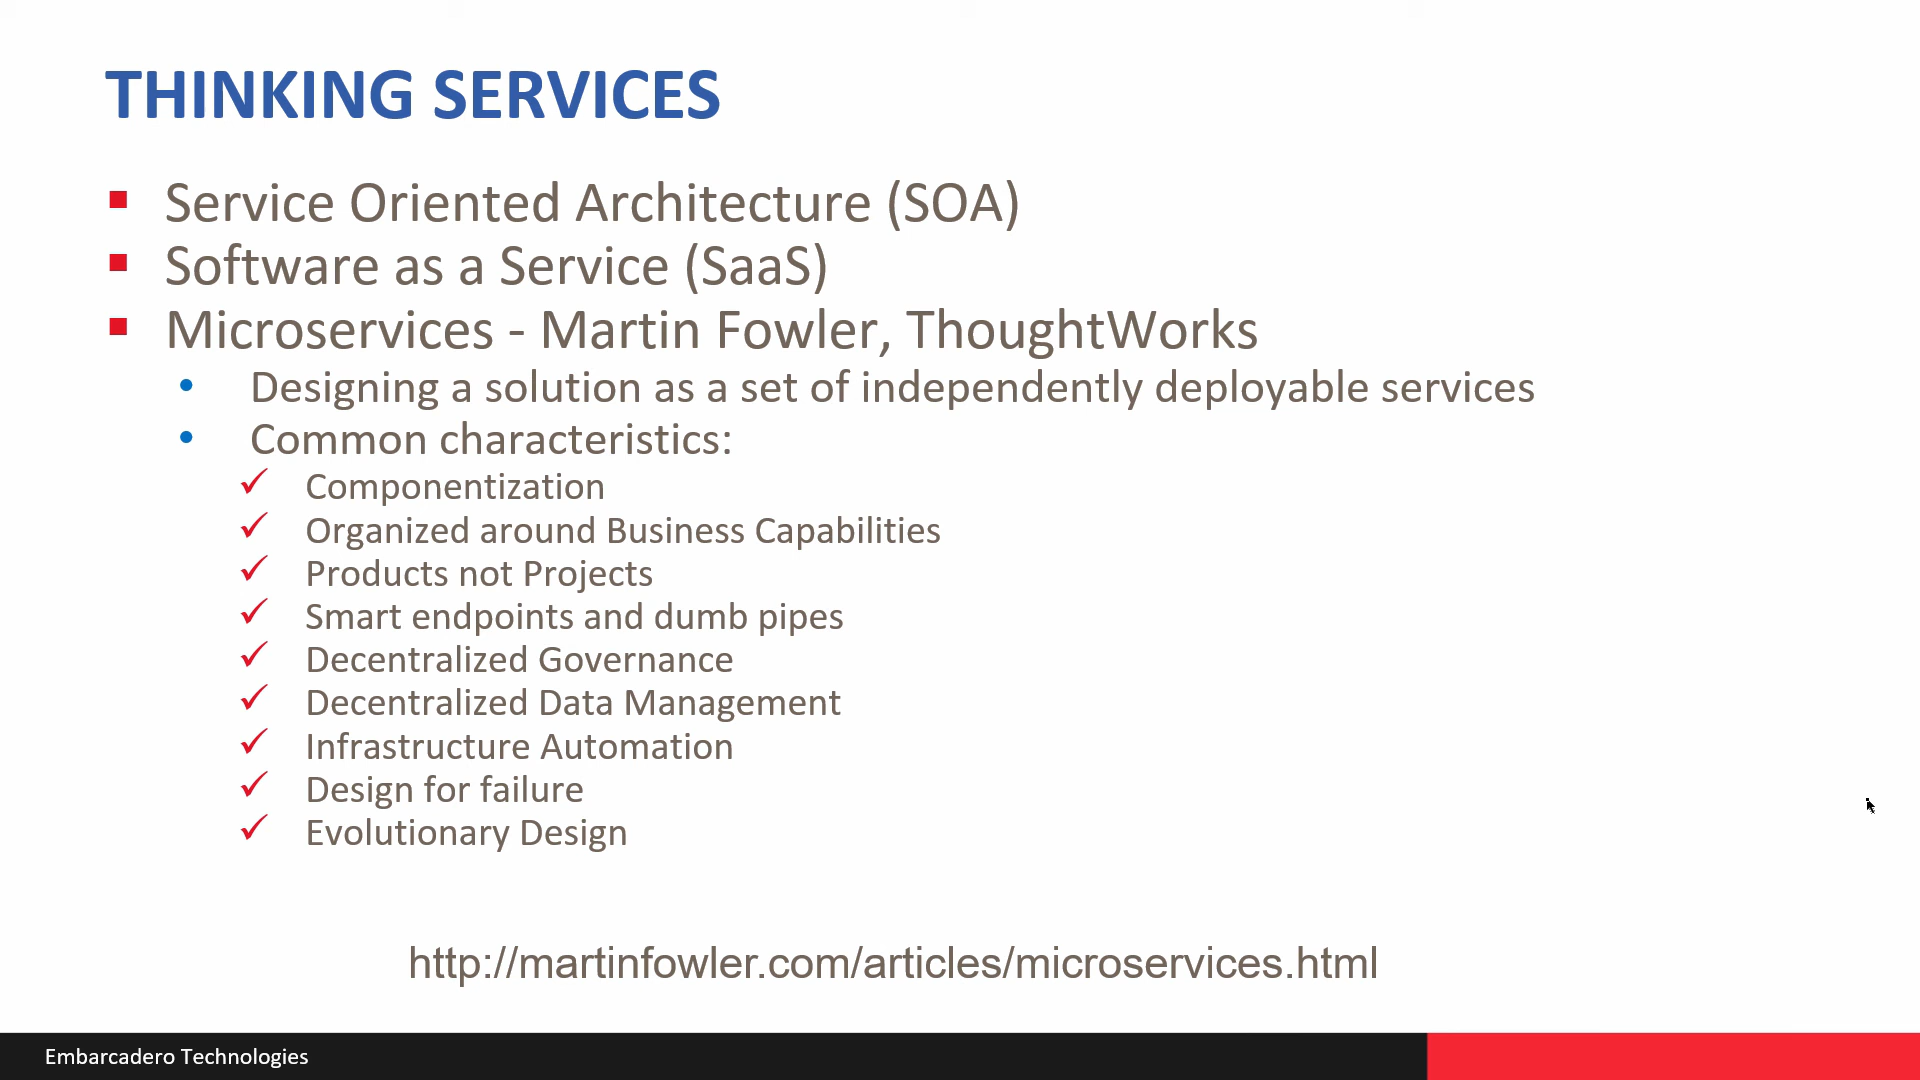 THINKING SERVICES
Service Oriented Architecture (SOA)
Software as a Service (SaaS)
Microservices - Martin Fowler, ThoughtWorks
Designing a solution as a set of independently deployable services
Common characteristics:
Componentization
Organized around Business Capabilities
Products not Projects
Smart endpoints and dumb pipes
Decentralized Governance
Decentralized Data Management
Infrastructure Automation
Design for failure
Evolutionary Design
http://martinfowler.com/articles/microservices.html
Embarcadero Technologies